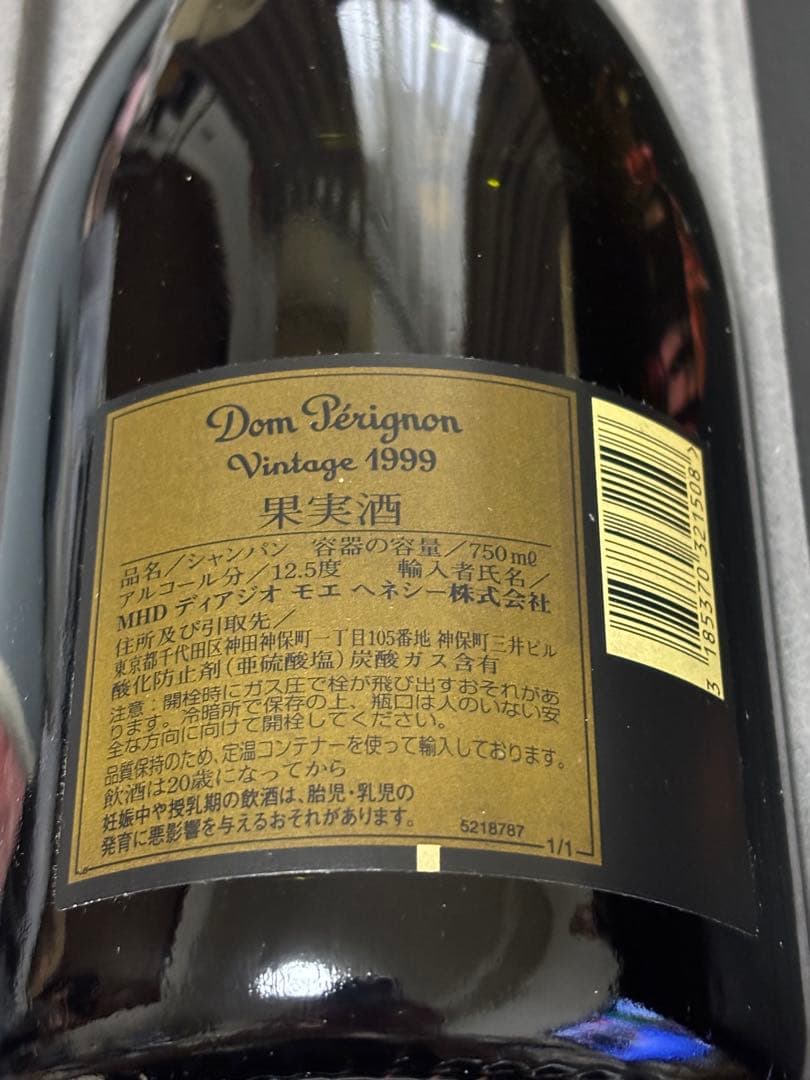 Dom Pérignon
Vintage 1999
果実酒
品名／シャンパン 容器の容量／750㎖
アルコール分／12.5度 輸入者氏名／
MHD ディアジオ モエ ヘネシー株式会社
住所及び引取先／
東京都千代田区神田神保町一丁目105番地 神保町三井ビル
酸化防止剤(亜硫酸塩)炭酸ガス含有
注意：開栓時にガス圧で栓が飛び出すおそれがあ
ります。冷暗所で保存の上、瓶口は人のいない安
全な方向に向けて開栓してください。
品質保持のため、定温コンテナーを使って輸入しております。
飲酒は20歳になってから
妊娠中や授乳期の飲酒は、胎児・乳児の
発育に悪影響を与えるおそれがあります。
5218787
1/1
3 185370 321508 >